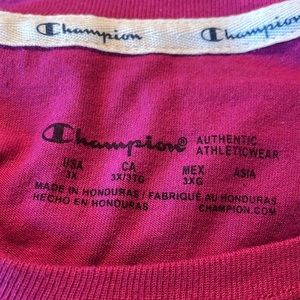 Champion Champion
Champion AUTHENTIC
ATHLETICWEAR
USA CA MEX ASIA
3X 3X/3TG 3XG
MADE IN HONDURAS / FABRIQUÉ AU HONDURAS
HECHO EN HONDURAS CHAMPION.COM